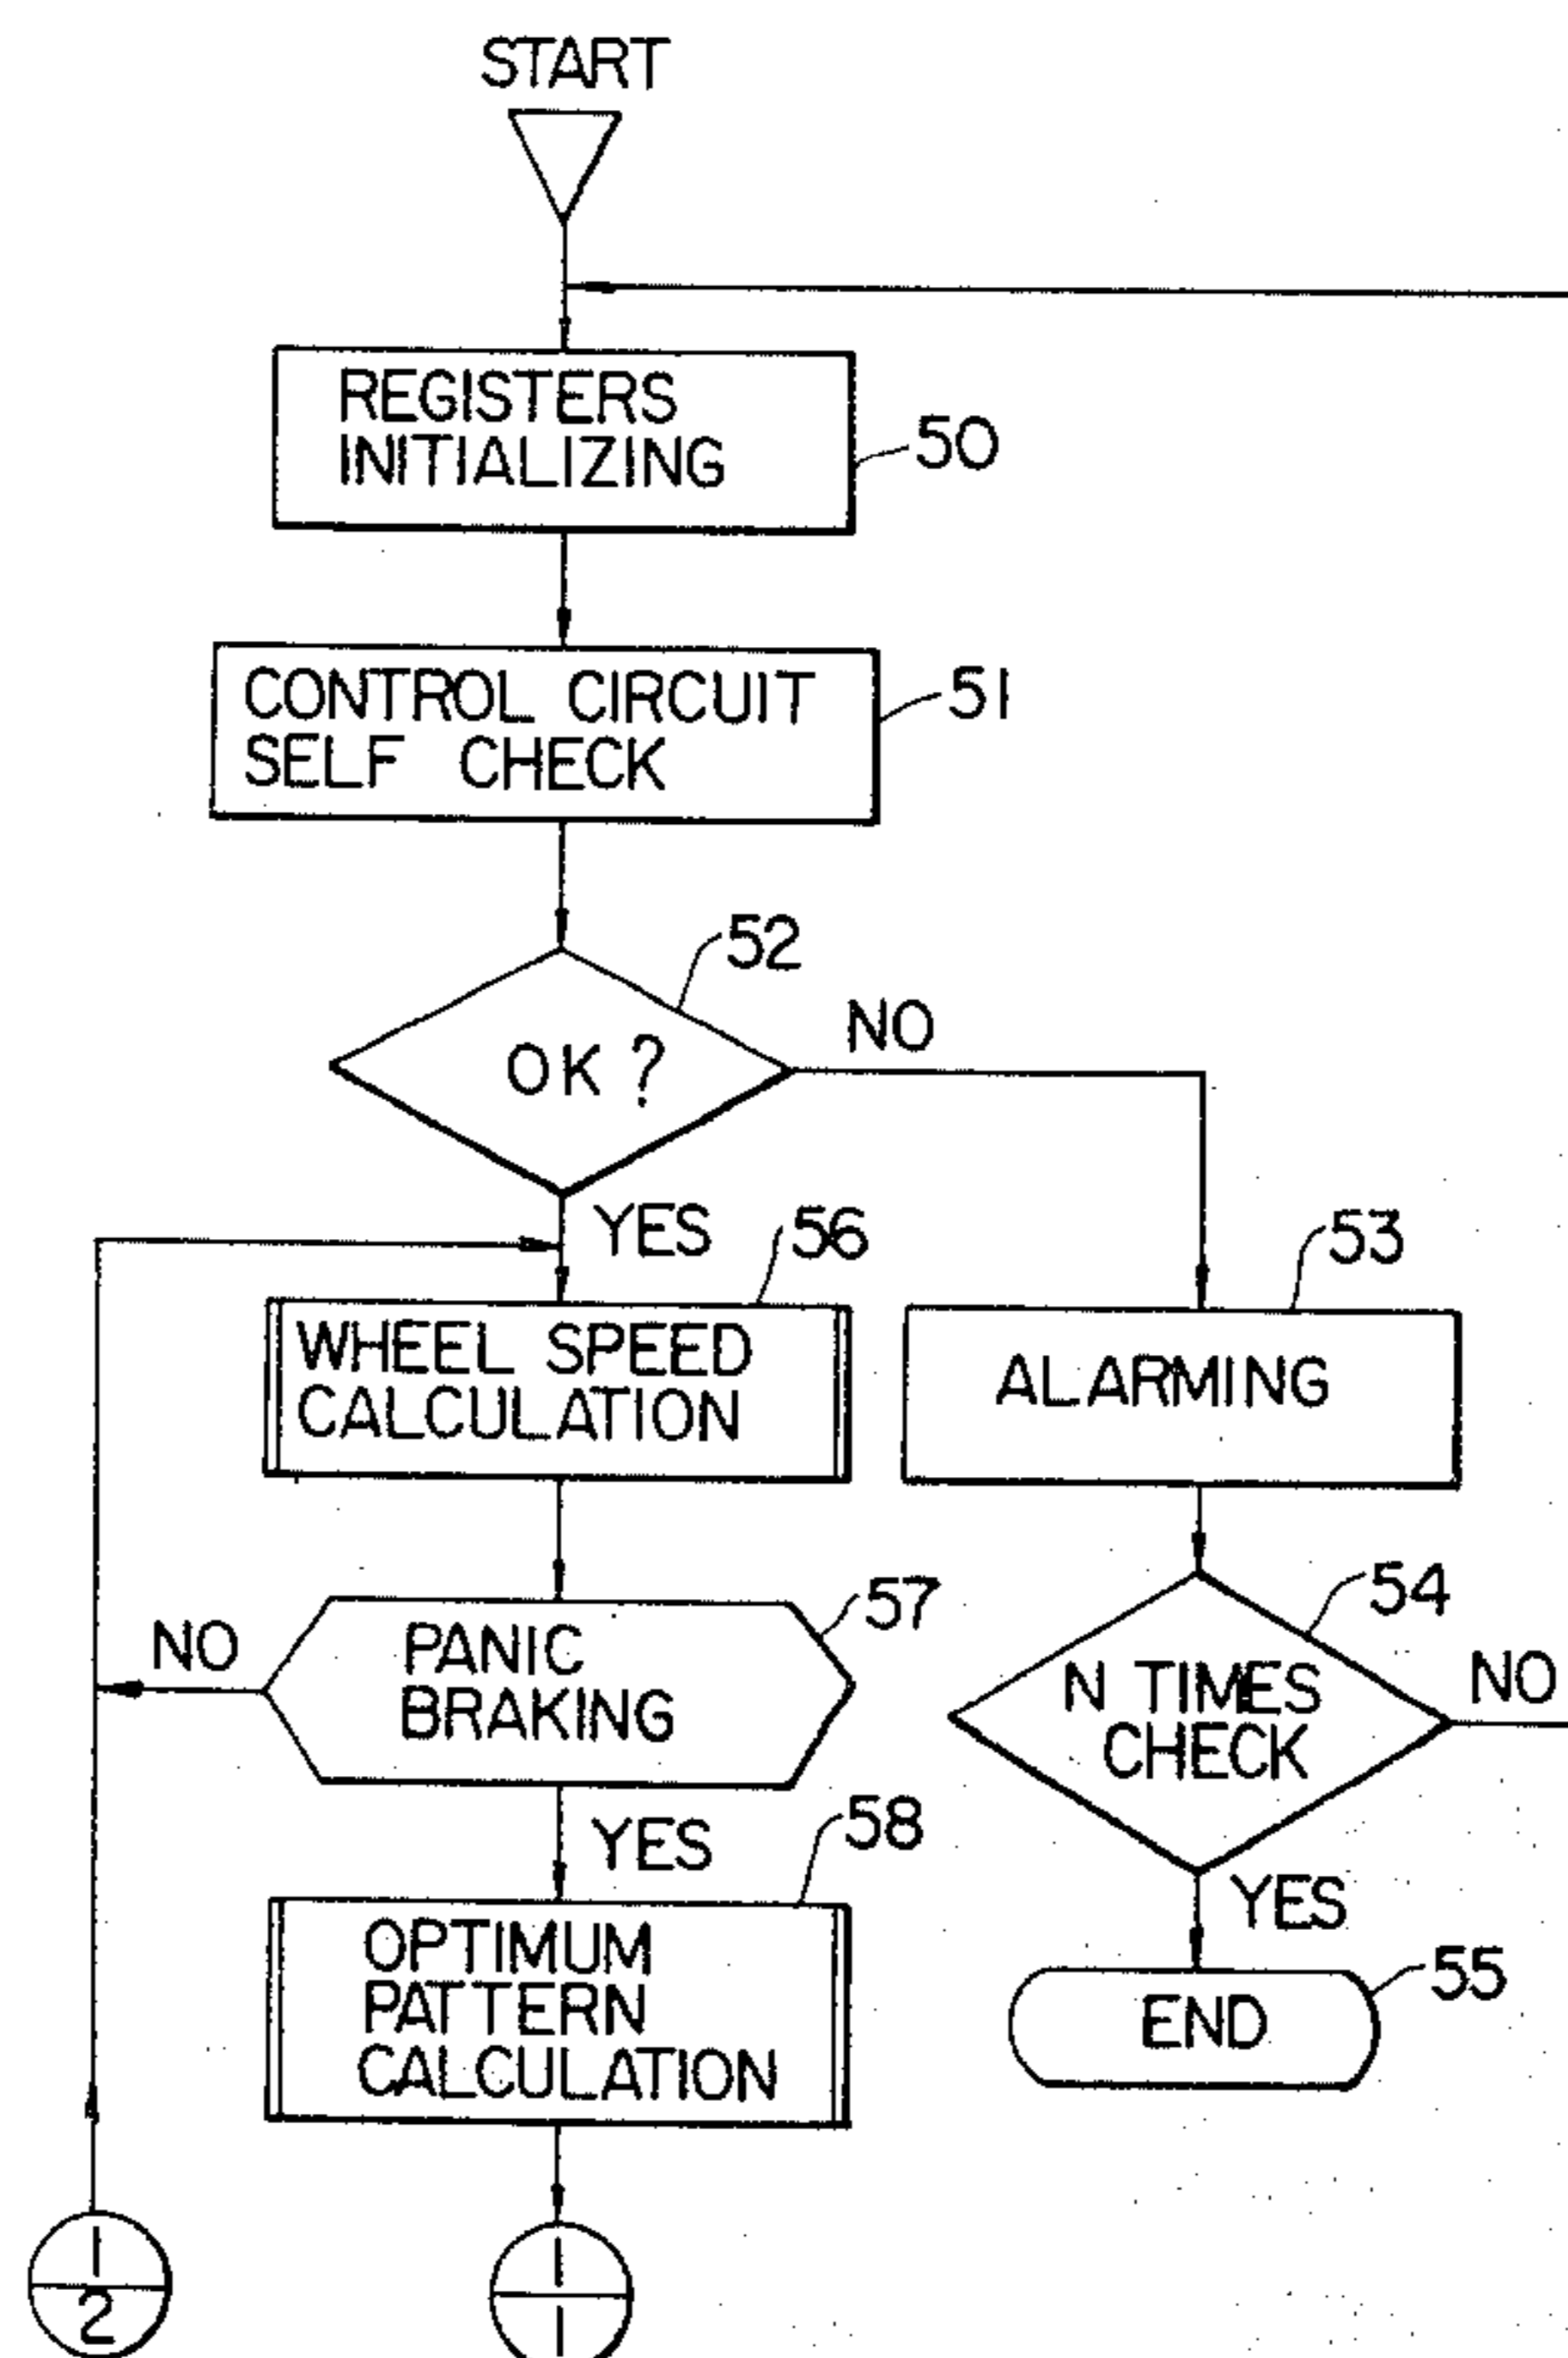 START
REGISTERS
INITIALIZING
50
CONTROL CIRCUIT
SELF CHECK
51
52
OK?
NO
YES
56
53
WHEEL SPEED
CALCULATION
ALARMING
57
54
NO
PANIC
BRAKING
N TIMES
CHECK
NO
YES
58
YES
OPTIMUM
PATTERN
CALCULATION
55
END
1
2
1
1